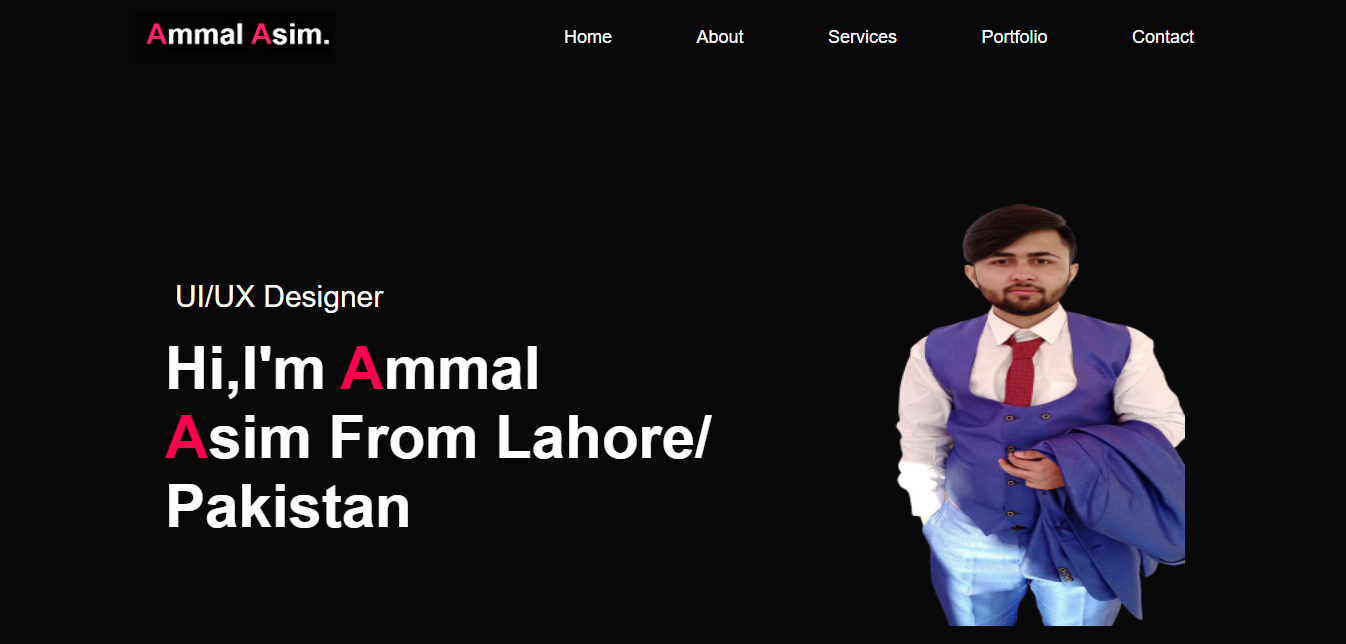 Ammal Asim.
Home About Services Portfolio Contact
UI/UX Designer
Hi,I'm Ammal
Asim From Lahore/
Pakistan